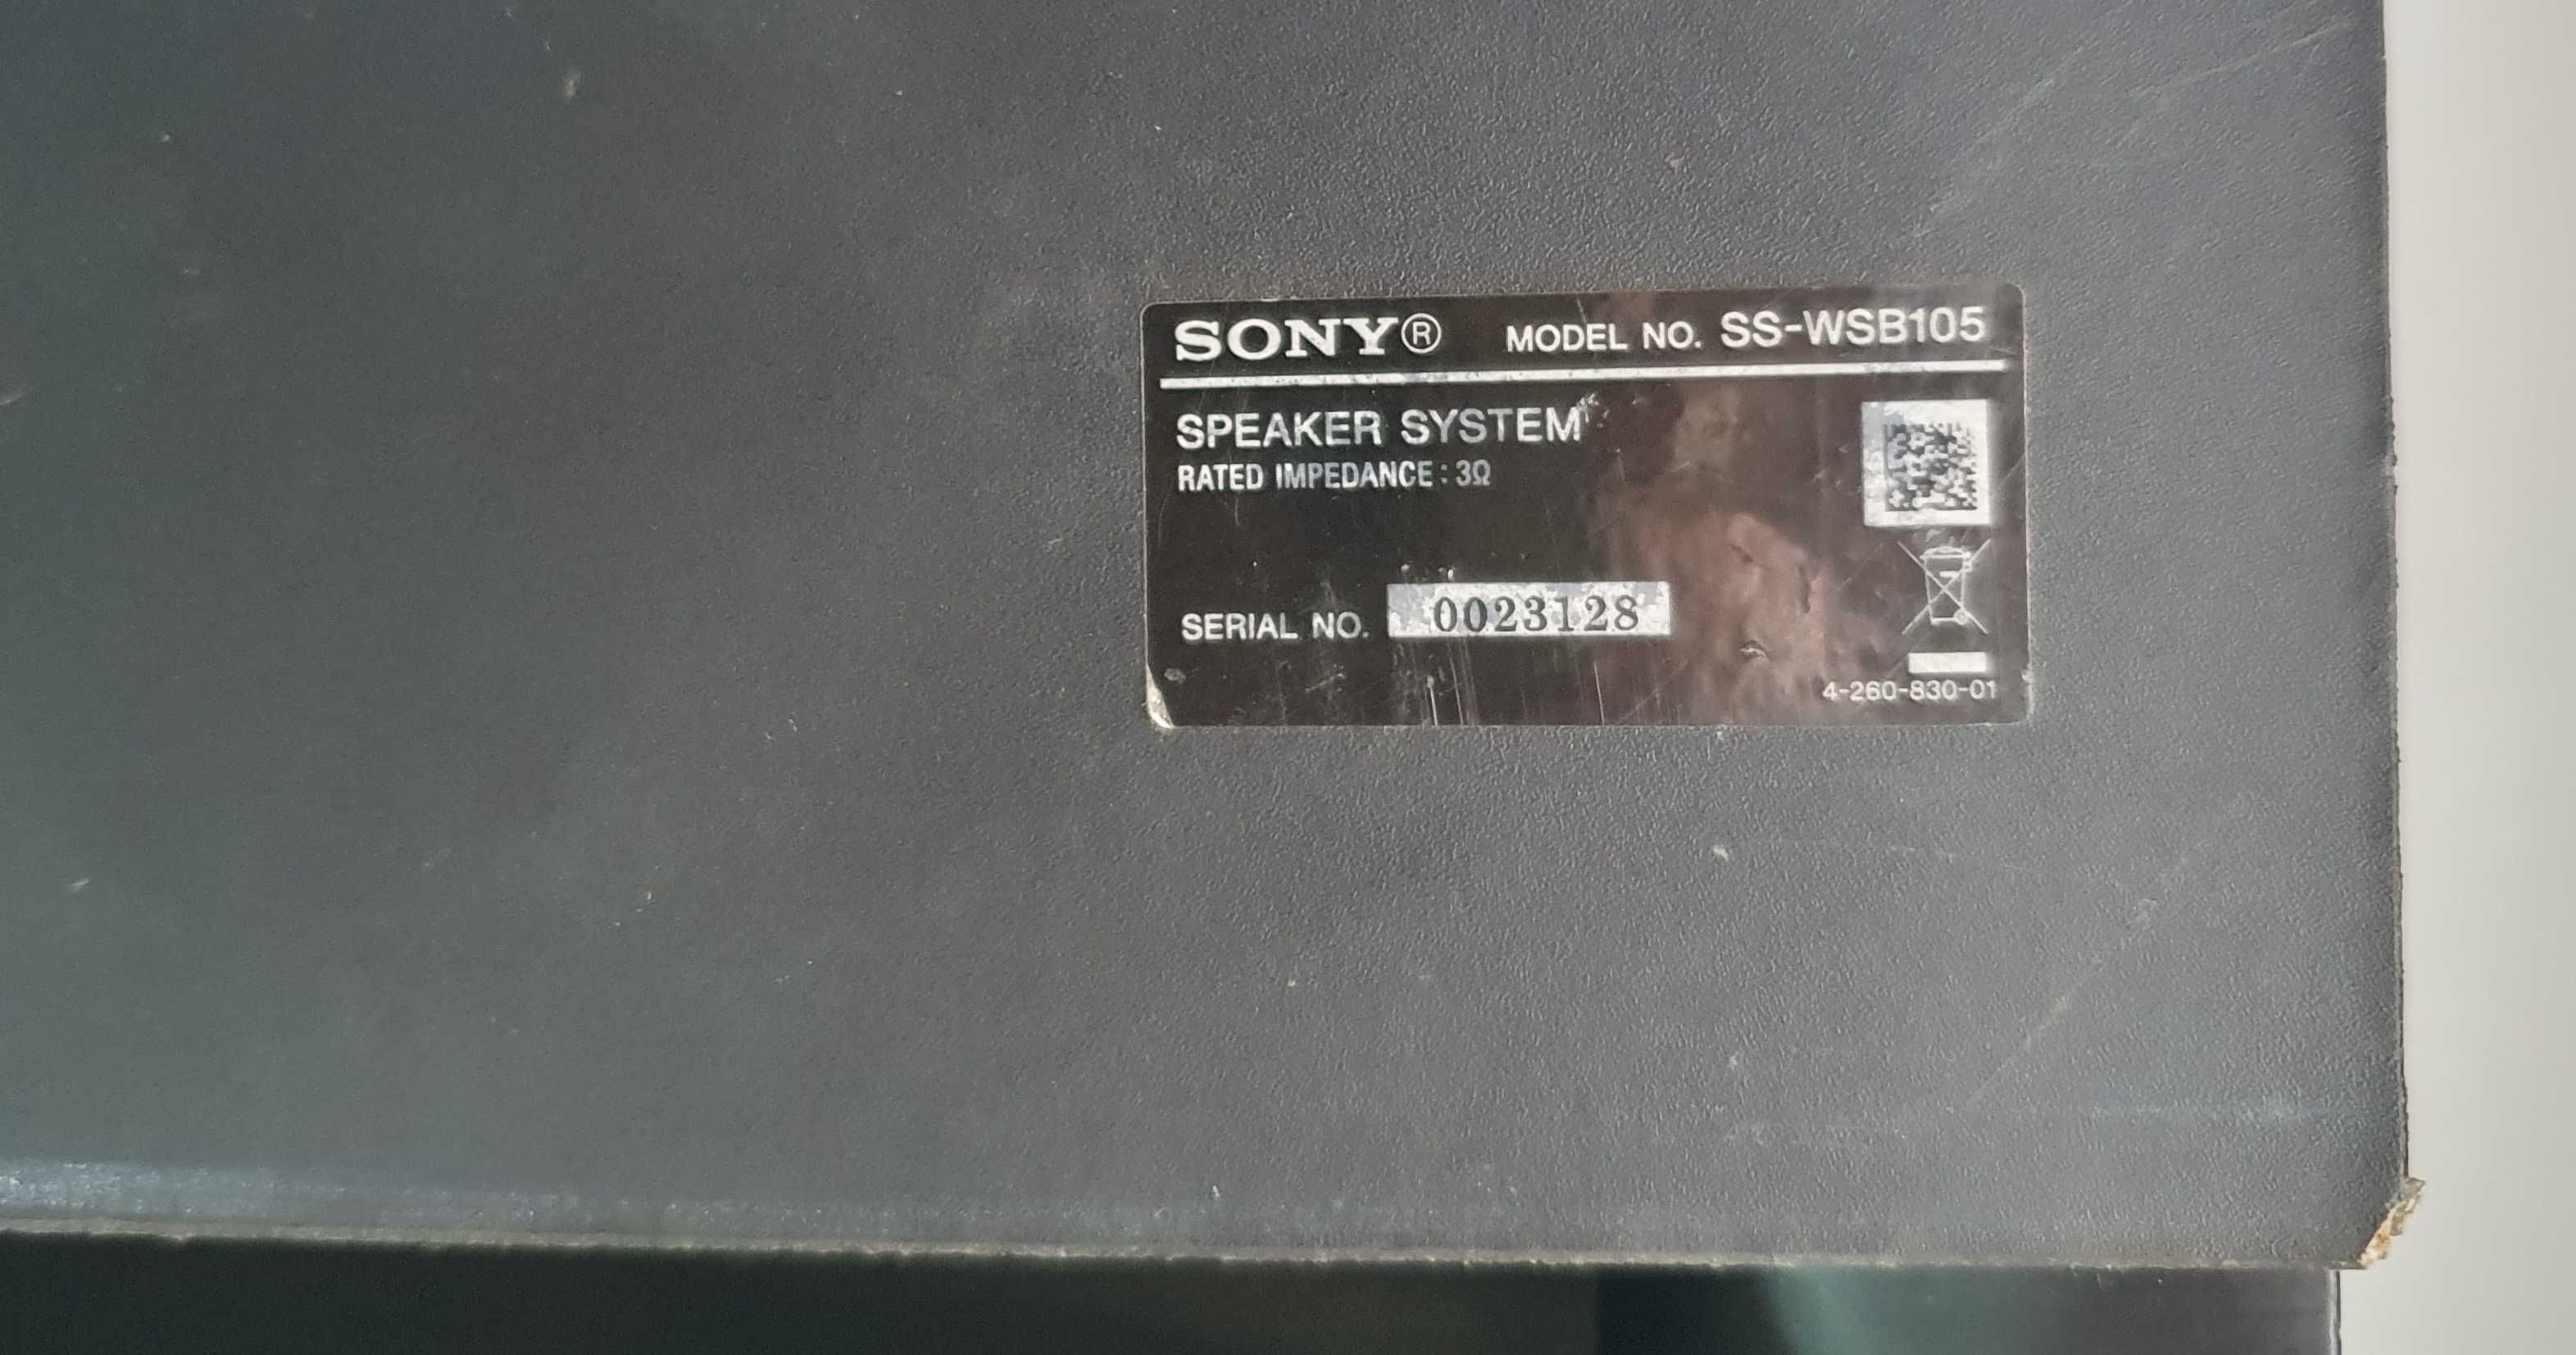 SONY® MODEL NO. SS-WSB105
SPEAKER SYSTEM
RATED IMPEDANCE : 3Ω
SERIAL NO. 0023128
4-260-830-01